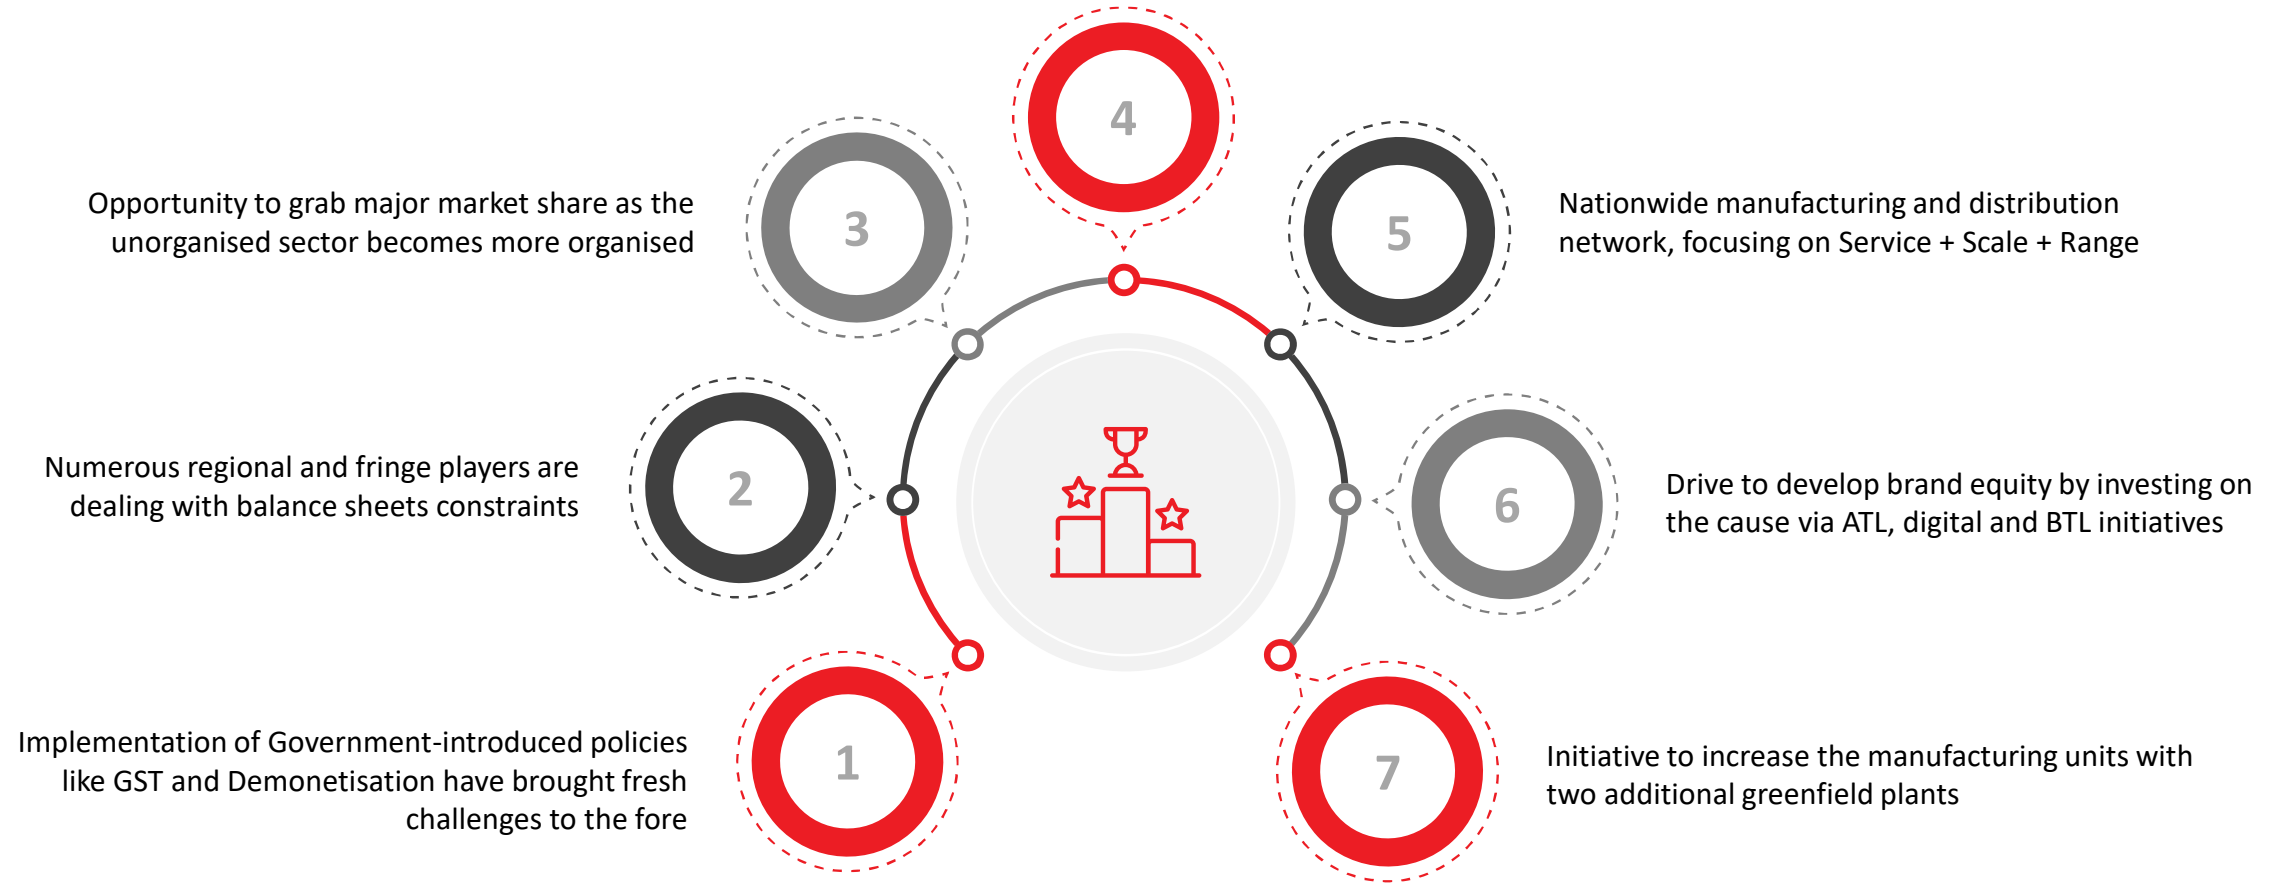 4
3
Opportunity to grab major market share as the
unorganised sector becomes more organised
5
Nationwide manufacturing and distribution
network, focusing on Service + Scale + Range
2
Numerous regional and fringe players are
dealing with balance sheets constraints
6
Drive to develop brand equity by investing on
the cause via ATL, digital and BTL initiatives
1
Implementation of Government-introduced policies
like GST and Demonetisation have brought fresh
challenges to the fore
7
Initiative to increase the manufacturing units with
two additional greenfield plants